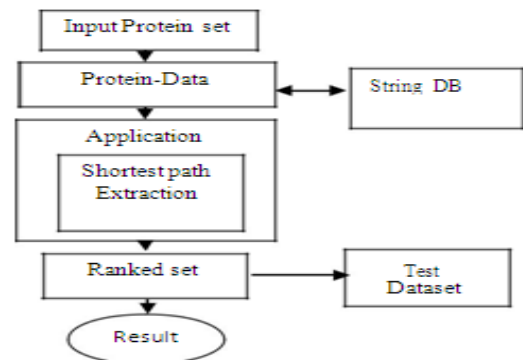 Input Protein set
Protein-Data
String DB
Application
Shortest path
Extraction
Ranked set
Test
Dataset
Result